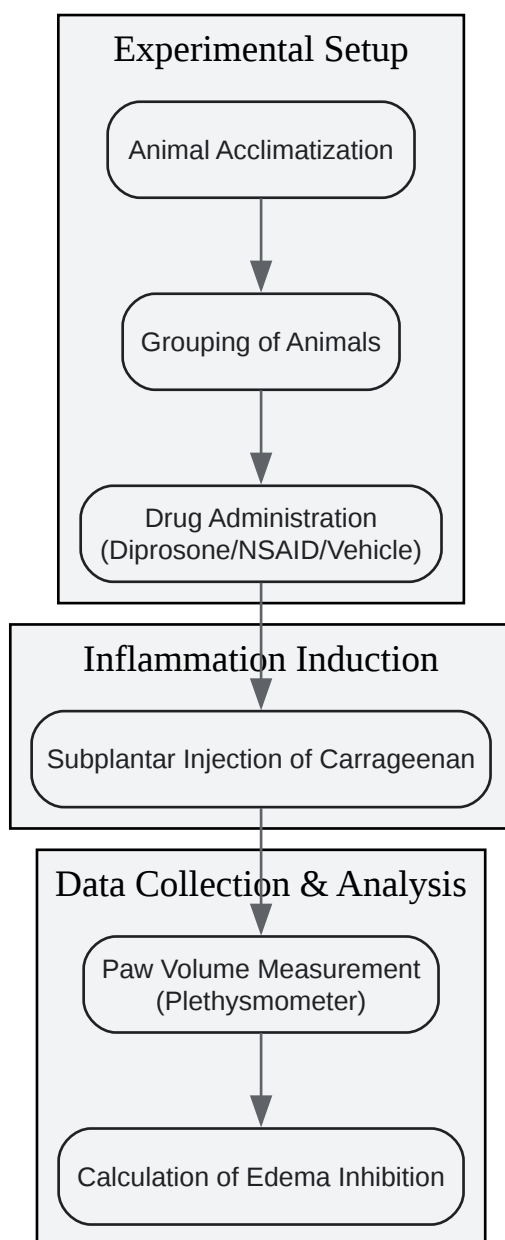 Experimental Setup
Animal Acclimatization
Grouping of Animals
Drug Administration
(Diprosone/NSAID/Vehicle)
Inflammation Induction
Subplantar Injection of Carrageenan
Data Collection & Analysis
Paw Volume Measurement
(Plethysmometer)
Calculation of Edema Inhibition